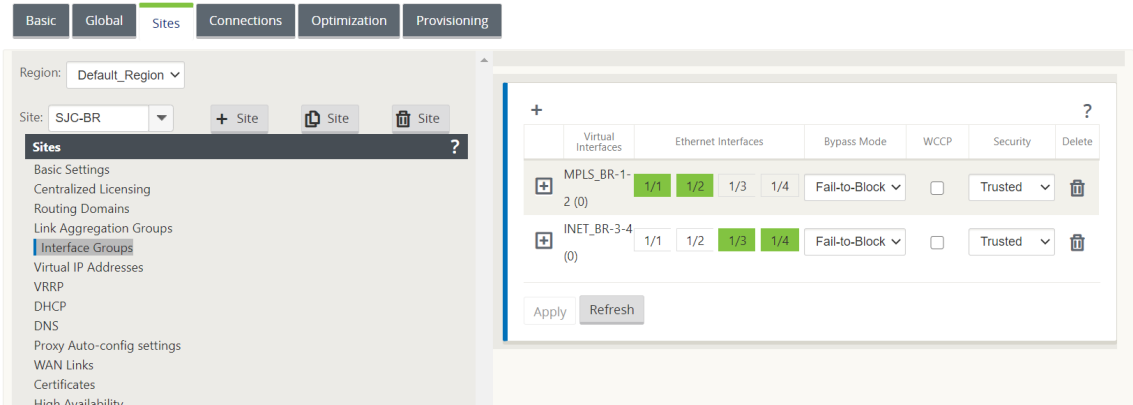 Basic Global Sites Connections Optimization Provisioning
Region: Default_Region
Site: SJC-BR + Site Site Site
Sites ?
Basic Settings
Centralized Licensing
Routing Domains
Link Aggregation Groups
Interface Groups
Virtual IP Addresses
VRRP
DHCP
DNS
Proxy Auto-config settings
WAN Links
Certificates
High Availability
+ ?
Virtual
Interfaces Ethernet Interfaces Bypass Mode WCCP Security Delete
MPLS_BR-1-
2 (0) 1/1 1/2 1/3 1/4 Fail-to-Block Trusted
INET_BR-3-4
(0) 1/1 1/2 1/3 1/4 Fail-to-Block Trusted
Apply Refresh